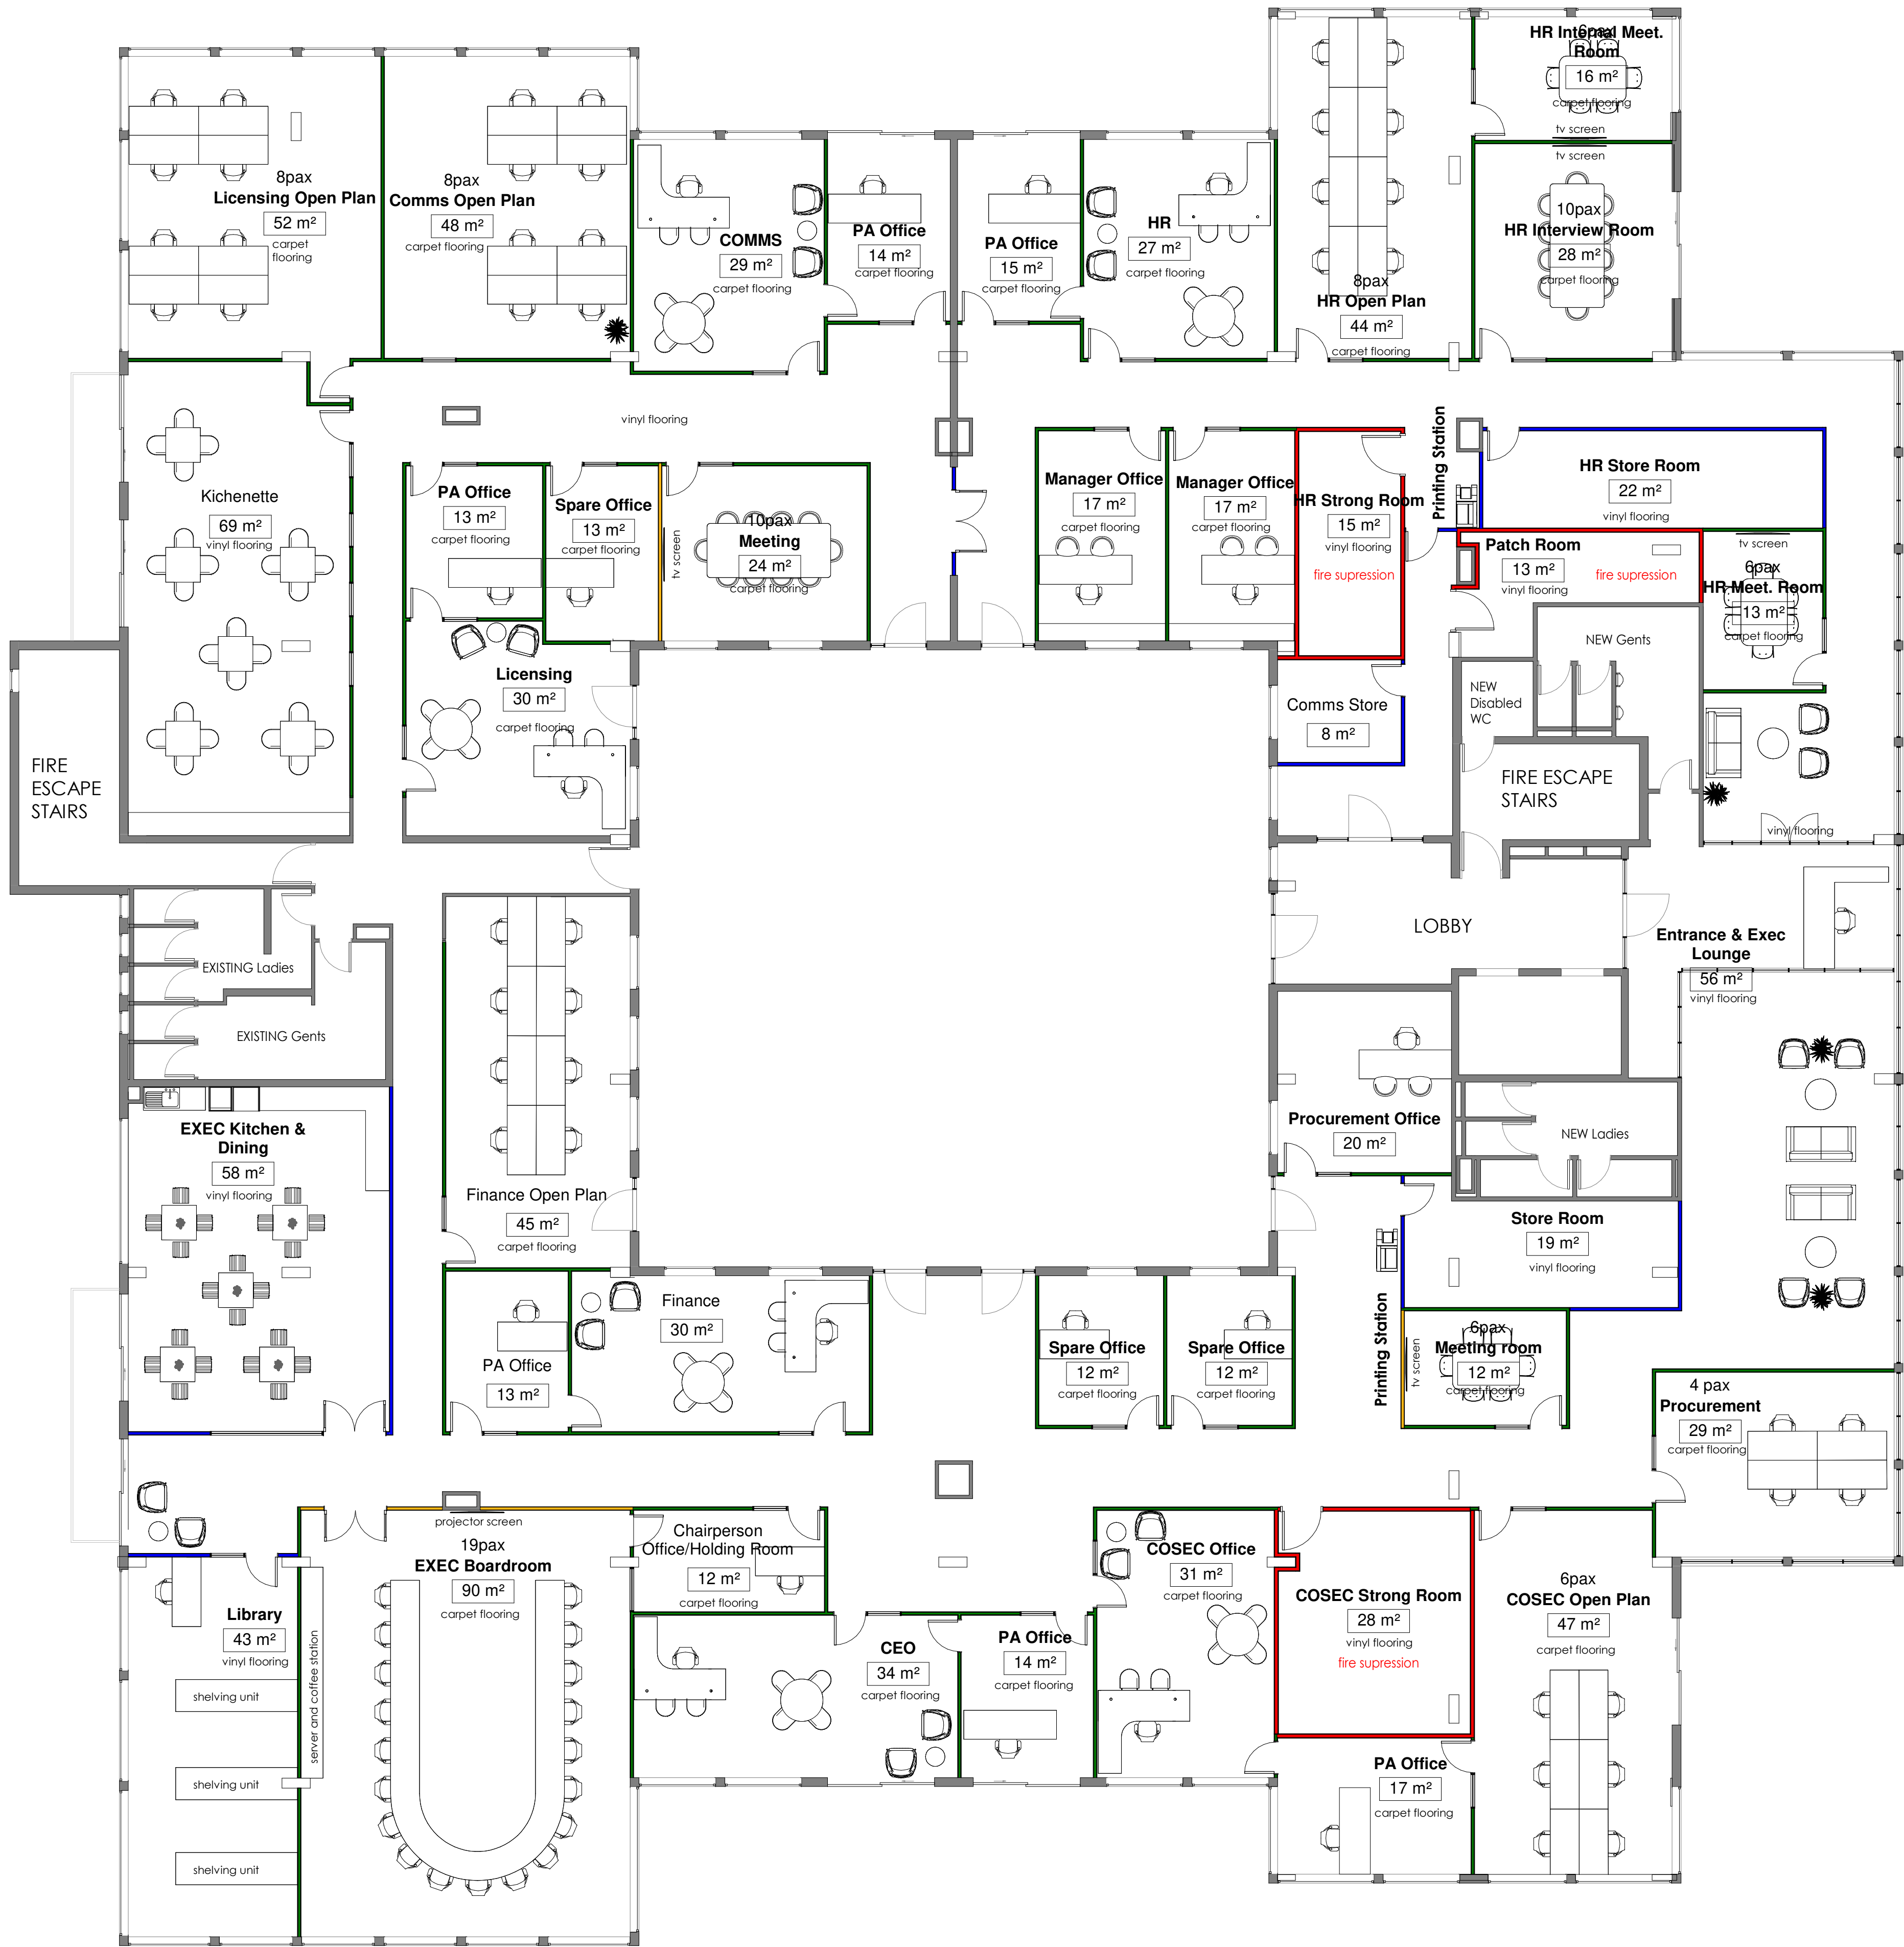 HR Internal Meet.
Room
6pax
16 m²
carpet flooring
tv screen
tv screen
10pax
HR Interview Room
28 m²
carpet flooring
8pax
Licensing Open Plan
52 m²
carpet
flooring
8pax
Comms Open Plan
48 m²
carpet flooring
COMMS
29 m²
carpet flooring
PA Office
14 m²
carpet flooring
PA Office
15 m²
carpet flooring
HR
27 m²
carpet flooring
8pax
HR Open Plan
44 m²
carpet flooring
vinyl flooring
Kichenette
69 m²
vinyl flooring
PA Office
13 m²
carpet flooring
Spare Office
13 m²
carpet flooring
tv screen
10pax
Meeting
24 m²
carpet flooring
Manager Office
17 m²
carpet flooring
Manager Office
17 m²
carpet flooring
HR Strong Room
15 m²
vinyl flooring
fire supression
Printing Station
HR Store Room
22 m²
vinyl flooring
Patch Room
13 m²
vinyl flooring
fire supression
tv screen
6pax
HR Meet. Room
13 m²
carpet flooring
NEW Gents
NEW
Disabled
WC
Licensing
30 m²
carpet flooring
Comms Store
8 m²
FIRE
ESCAPE
STAIRS
FIRE ESCAPE
STAIRS
vinyl flooring
LOBBY
Entrance & Exec
Lounge
56 m²
vinyl flooring
EXISTING Ladies
EXISTING Gents
EXEC Kitchen &
Dining
58 m²
vinyl flooring
Finance Open Plan
45 m²
carpet flooring
Procurement Office
20 m²
NEW Ladies
Store Room
19 m²
vinyl flooring
PA Office
13 m²
Finance
30 m²
Spare Office
12 m²
carpet flooring
Spare Office
12 m²
carpet flooring
Printing Station
tv screen
6pax
Meeting room
12 m²
carpet flooring
4 pax
Procurement
29 m²
carpet flooring
projector screen
19pax
EXEC Boardroom
90 m²
carpet flooring
Chairperson
Office/Holding Room
12 m²
carpet flooring
COSEC Office
31 m²
carpet flooring
COSEC Strong Room
28 m²
vinyl flooring
fire supression
6pax
COSEC Open Plan
47 m²
carpet flooring
Library
43 m²
vinyl flooring
server and coffee station
CEO
34 m²
carpet flooring
PA Office
14 m²
carpet flooring
shelving unit
shelving unit
shelving unit
PA Office
17 m²
carpet flooring